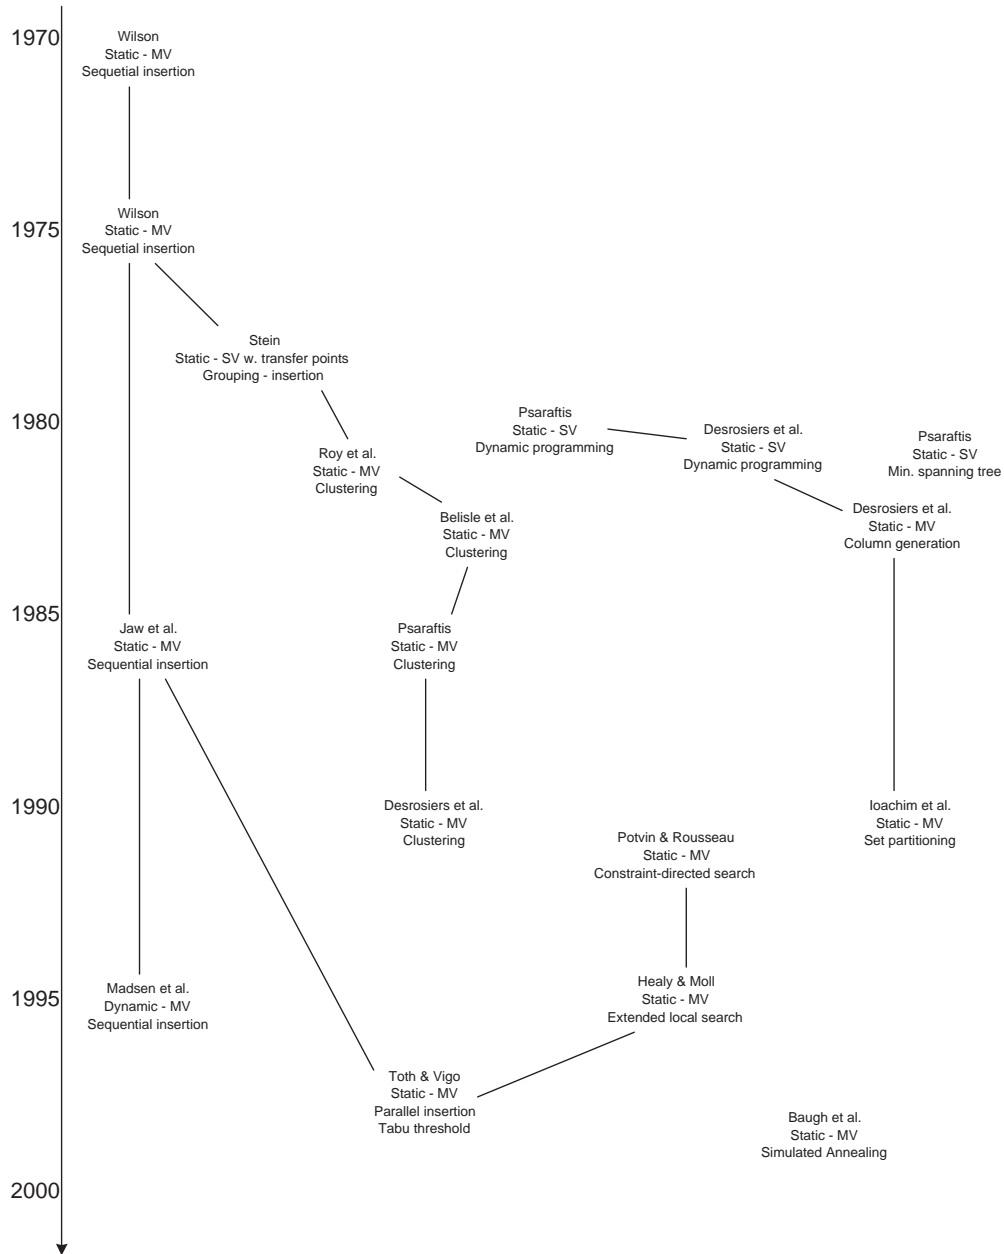 1970
Wilson
Static - MV
Sequetial insertion
Wilson
Static - MV
Sequetial insertion
1975
Stein
Static - SV w. transfer points
Grouping - insertion
1980
Psaraftis
Static - SV
Dynamic programming
Desrosiers et al.
Static - SV
Dynamic programming
Psaraftis
Static - SV
Min. spanning tree
Roy et al.
Static - MV
Clustering
Belisle et al.
Static - MV
Clustering
Desrosiers et al.
Static - MV
Column generation
1985
Jaw et al.
Static - MV
Sequential insertion
Psaraftis
Static - MV
Clustering
1990
Desrosiers et al.
Static - MV
Clustering
Ioachim et al.
Static - MV
Set partitioning
Potvin & Rousseau
Static - MV
Constraint-directed search
1995
Madsen et al.
Dynamic - MV
Sequential insertion
Healy & Moll
Static - MV
Extended local search
Toth & Vigo
Static - MV
Parallel insertion
Tabu threshold
Baugh et al.
Static - MV
Simulated Annealing
2000